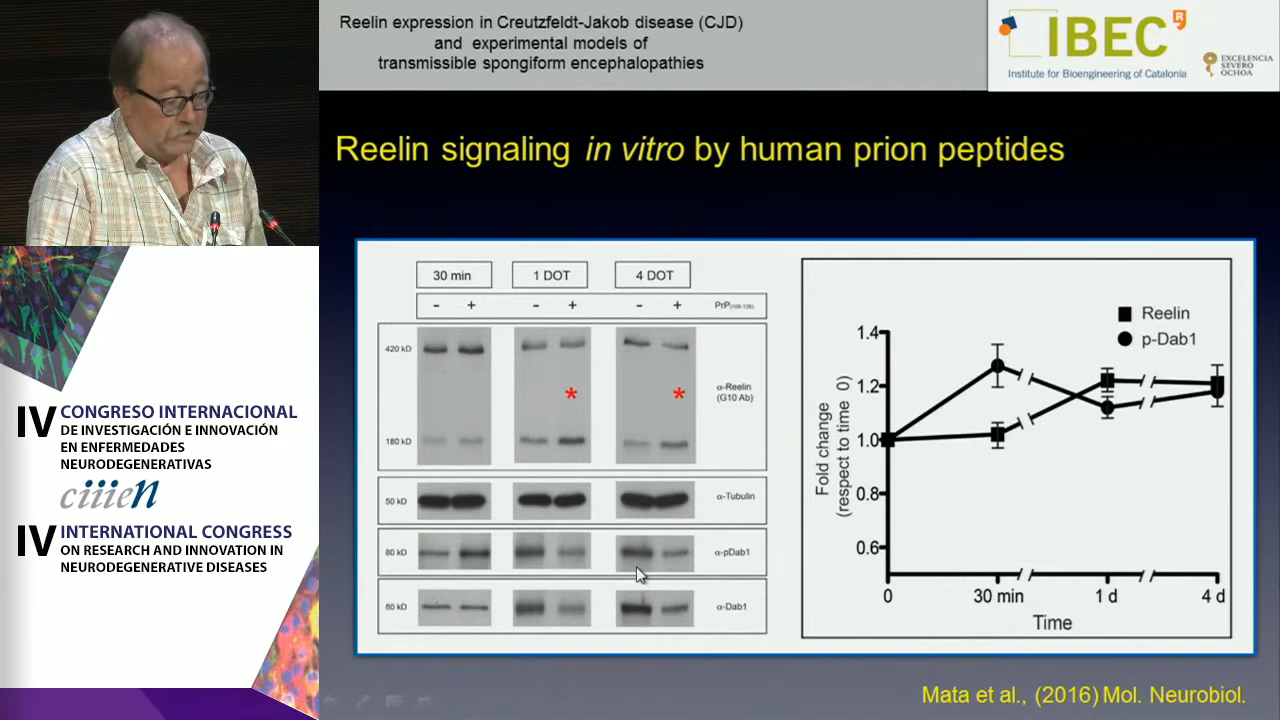 Reelin expression in Creutzfeldt-Jakob disease (CJD)
and experimental models of
transmissible spongiform encephalopathies
IBEC R
Institute for Bioengineering of Catalonia
EXCELENCIA
SEVERO
OCHOA
Reelin signaling in vitro by human prion peptides
30 min 1 DOT 4 DOT
- + - + - + PrP(106-126)
420 kD
α-Reelin
(G10 Ab)
* *
180 kD
50 kD α-Tubulin
80 kD α-pDab1
80 kD α-Dab1
Reelin
p-Dab1
1.4
1.2
1.0
0.8
0.6
Fold change
(respect to time 0)
0 30 min 1 d 4 d
Time
Mata et al., (2016) Mol. Neurobiol.
IV CONGRESO INTERNACIONAL
DE INVESTIGACIÓN E INNOVACIÓN
EN ENFERMEDADES
NEURODEGENERATIVAS
ciiien
IV INTERNATIONAL CONGRESS
ON RESEARCH AND INNOVATION IN
NEURODEGENERATIVE DISEASES